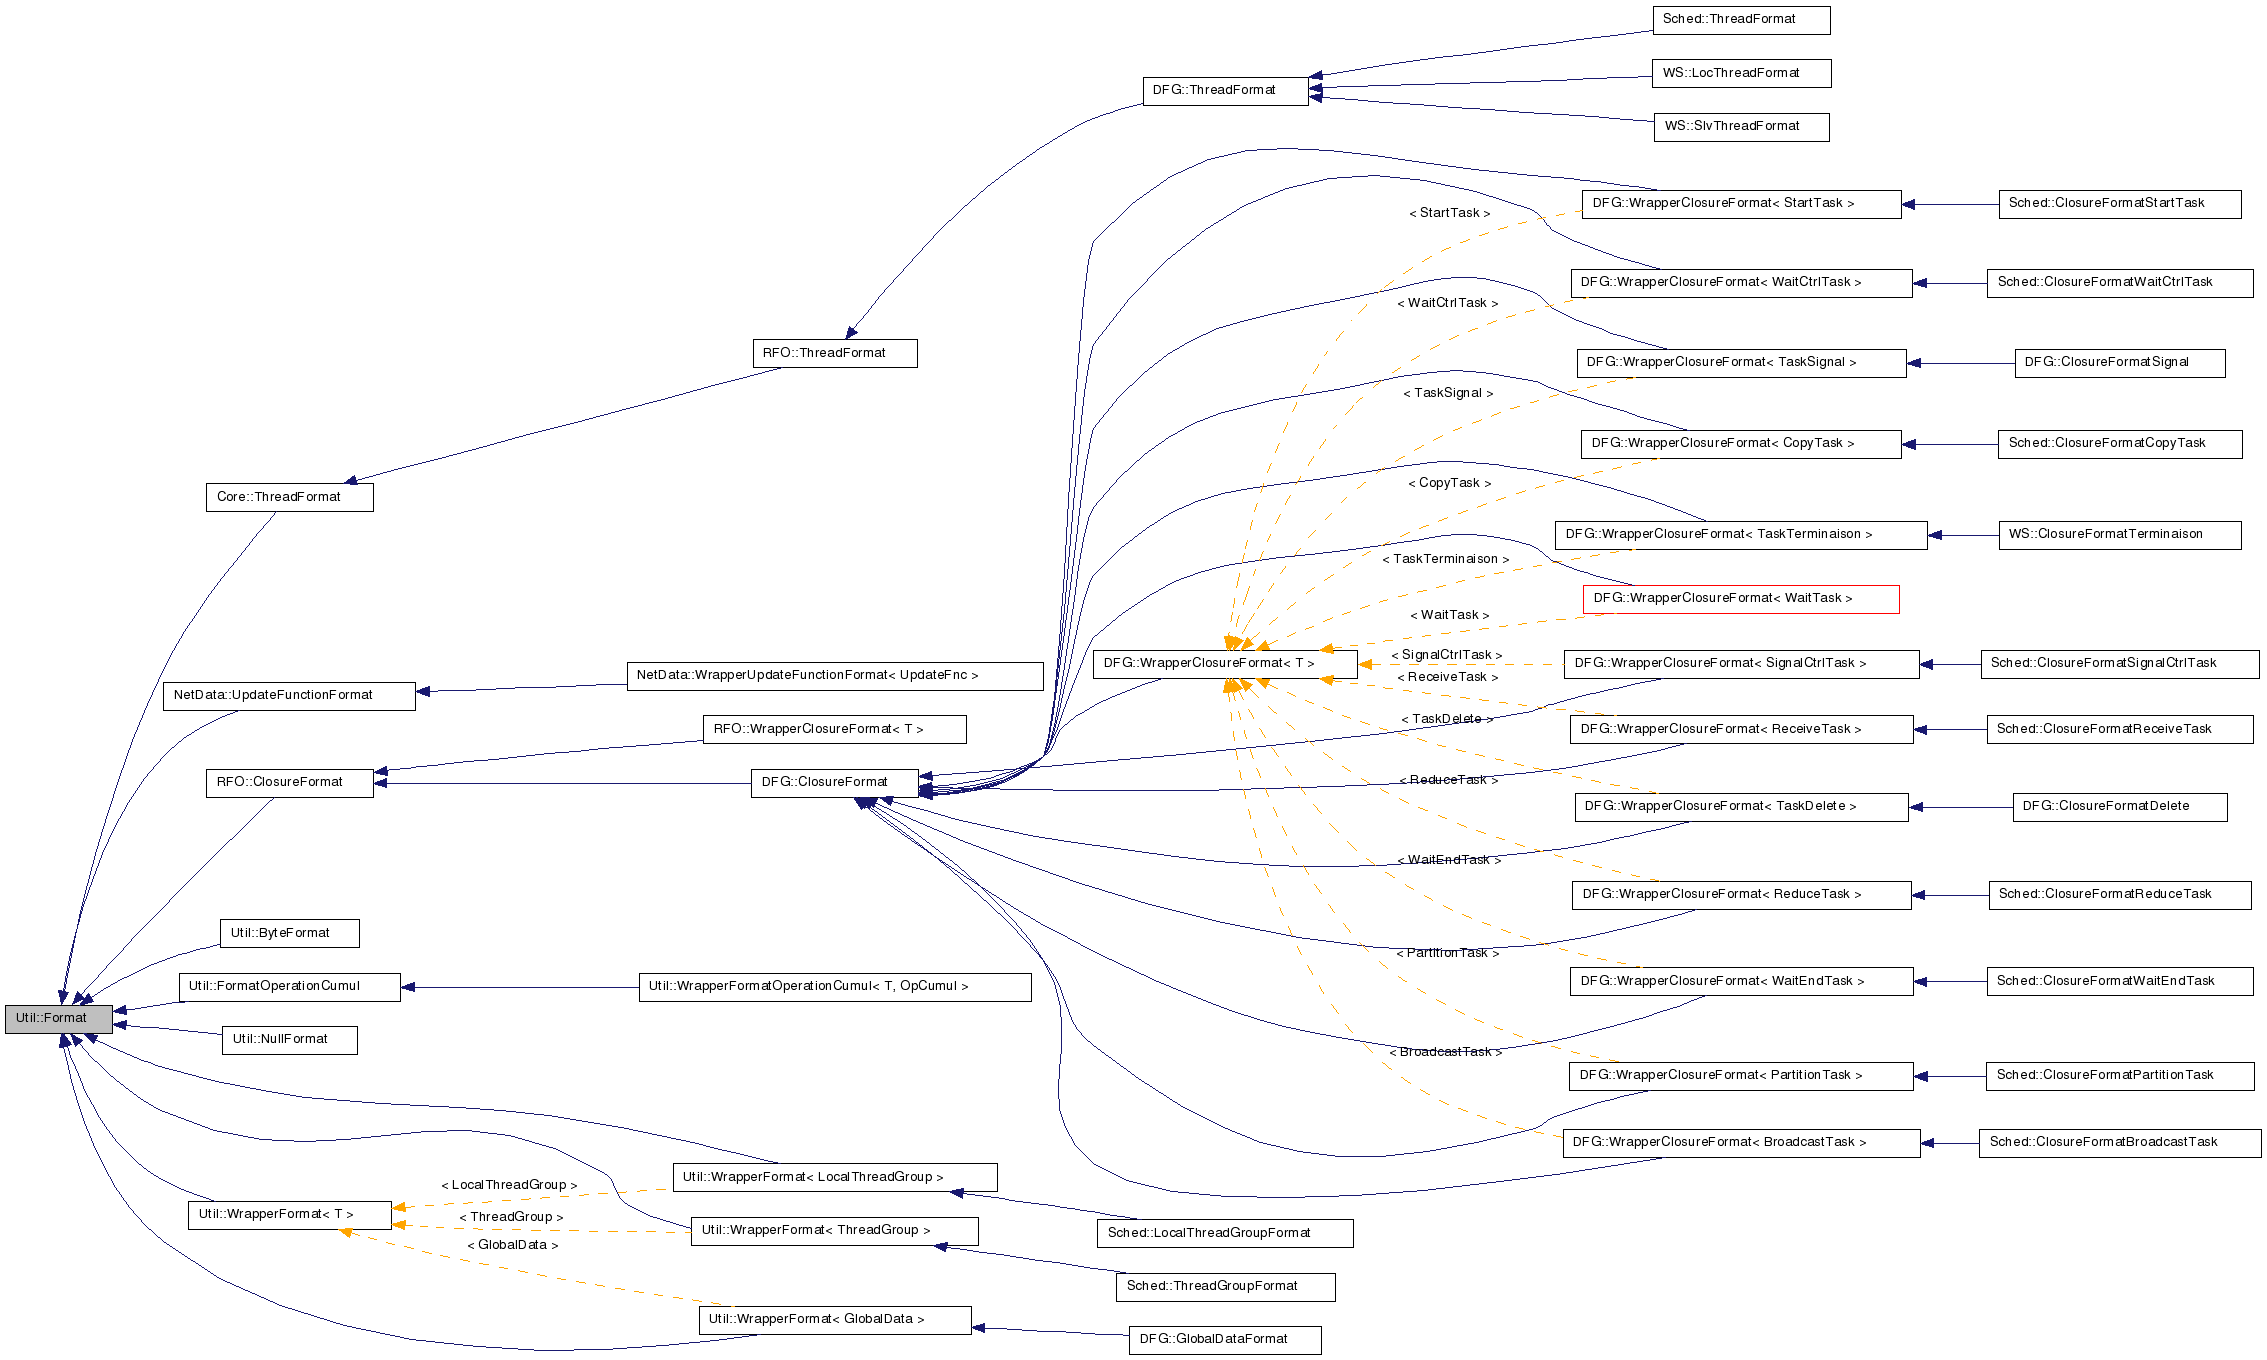 Sched::ThreadFormat
WS::LocThreadFormat
DFG::ThreadFormat
WS::SlvThreadFormat
DFG::WrapperClosureFormat< StartTask >
Sched::ClosureFormatStartTask
< StartTask >
DFG::WrapperClosureFormat< WaitCtrlTask >
Sched::ClosureFormatWaitCtrlTask
< WaitCtrlTask >
RFO::ThreadFormat
DFG::WrapperClosureFormat< TaskSignal >
DFG::ClosureFormatSignal
< TaskSignal >
DFG::WrapperClosureFormat< CopyTask >
Sched::ClosureFormatCopyTask
< CopyTask >
Core::ThreadFormat
DFG::WrapperClosureFormat< TaskTerminaison >
WS::ClosureFormatTerminaison
< TaskTerminaison >
DFG::WrapperClosureFormat< WaitTask >
< WaitTask >
< SignalCtrlTask >
DFG::WrapperClosureFormat< T >
DFG::WrapperClosureFormat< SignalCtrlTask >
Sched::ClosureFormatSignalCtrlTask
NetData::WrapperUpdateFunctionFormat< UpdateFnc >
< ReceiveTask >
NetData::UpdateFunctionFormat
< TaskDelete >
RFO::WrapperClosureFormat< T >
DFG::WrapperClosureFormat< ReceiveTask >
Sched::ClosureFormatReceiveTask
RFO::ClosureFormat
DFG::ClosureFormat
< ReduceTask >
DFG::WrapperClosureFormat< TaskDelete >
DFG::ClosureFormatDelete
< WaitEndTask >
DFG::WrapperClosureFormat< ReduceTask >
Sched::ClosureFormatReduceTask
Util::ByteFormat
< PartitionTask >
DFG::WrapperClosureFormat< WaitEndTask >
Sched::ClosureFormatWaitEndTask
Util::FormatOperationCumul
Util::WrapperFormatOperationCumul< T, OpCumul >
Util::Format
Util::NullFormat
< BroadcastTask >
DFG::WrapperClosureFormat< PartitionTask >
Sched::ClosureFormatPartitionTask
DFG::WrapperClosureFormat< BroadcastTask >
Sched::ClosureFormatBroadcastTask
Util::WrapperFormat< LocalThreadGroup >
< LocalThreadGroup >
Util::WrapperFormat< T >
< ThreadGroup >
Util::WrapperFormat< ThreadGroup >
Sched::LocalThreadGroupFormat
< GlobalData >
Sched::ThreadGroupFormat
Util::WrapperFormat< GlobalData >
DFG::GlobalDataFormat